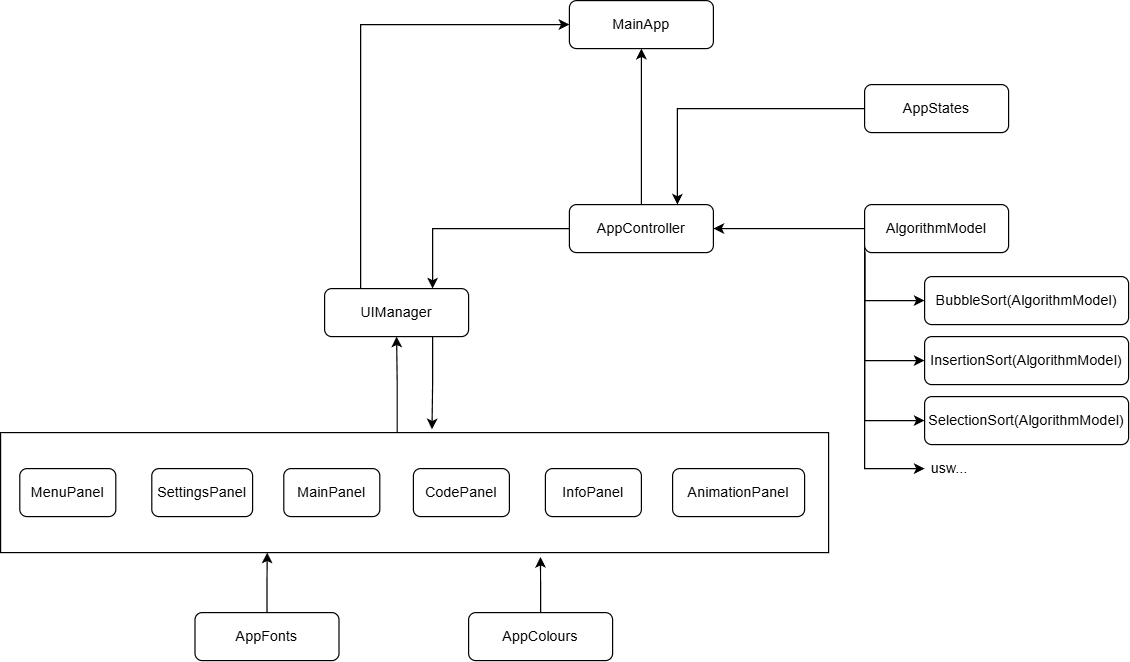 MainApp
AppStates
AppController
AlgorithmModel
BubbleSort(AlgorithmModel)
UIManager
InsertionSort(AlgorithmModel)
SelectionSort(AlgorithmModel)
usw...
MenuPanel
SettingsPanel
MainPanel
CodePanel
InfoPanel
AnimationPanel
AppFonts
AppColours